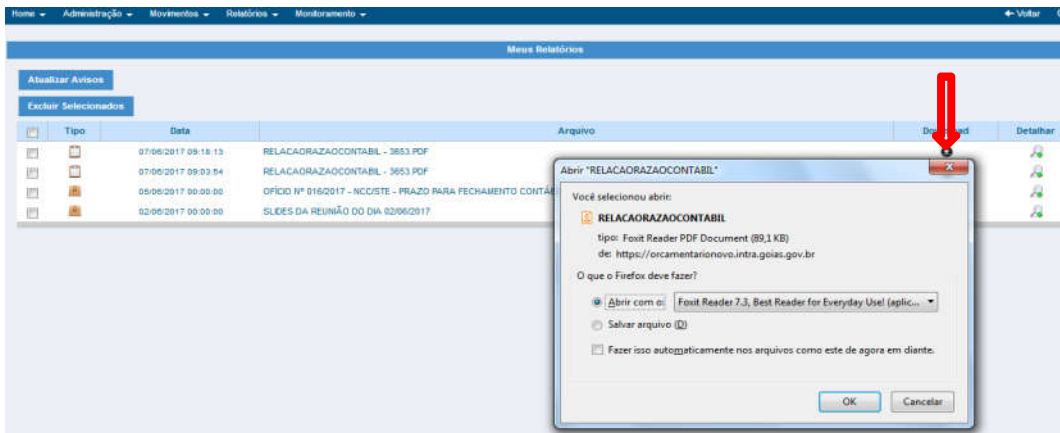 Home Administração Movimentos Relatórios Monitoramento Voltar
Meus Relatórios
Atualizar Avisos
Excluir Selecionados
Tipo Data Arquivo Download Detalhar
07/06/2017 09:18:13 RELACAORAZAOCONTABIL - 3653.PDF
07/06/2017 09:03:54 RELACAORAZAOCONTABIL - 3653.PDF
05/06/2017 00:00:00 OFÍCIO Nº 016/2017 - NCC/STE - PRAZO PARA FECHAMENTO
02/06/2017 00:00:00 SLIDES DA REUNIÃO DO DIA 02/06/2017
Abrir "RELACAORAZAOCONTABIL"
Você selecionou abrir:
RELACAORAZAOCONTABIL
tipo: Foxit Reader PDF Document (89,1 KB)
de: https://orcamentarionovo.intra.goias.gov.br
O que o Firefox deve fazer?
Abrir com o: Foxit Reader 7.3, Best Reader for Everyday Use! (aplic...
Salvar arquivo (D)
Fazer isso automaticamente nos arquivos como este de agora em diante.
OK Cancelar